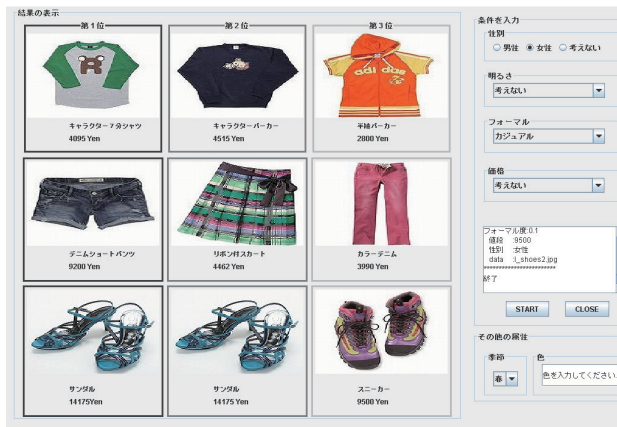 結果の表示
第1位
第2位
第3位
R
adidas
キャラクター7分シャツ
4095 Yen
キャラクターパーカー
4515 Yen
半袖パーカー
2800 Yen
デニムショートパンツ
9200 Yen
リボン付スカート
4462 Yen
カラーデニム
3990 Yen
サンダル
14175Yen
サンダル
14175 Yen
スニーカー
9500 Yen
条件を入力
性別
男性 女性 考えない
明るさ
考えない
フォーマル
カジュアル
価格
考えない
フォーマル度:0.1
値段 :9500
性別 :女性
data :l_shoes2.jpg
************************
終了
START CLOSE
その他の属性
季節
春
色
色を入力してください.